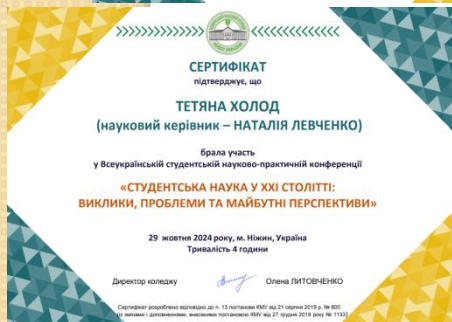 СЕРТИФІКАТ
підтверджує, що
ТЕТЯНА ХОЛОД
(науковий керівник – НАТАЛІЯ ЛЕВЧЕНКО)
брала участь
у Всеукраїнській студентській науково-практичній конференції
«СТУДЕНТСЬКА НАУКА У ХХІ СТОЛІТТІ:
ВИКЛИКИ, ПРОБЛЕМИ ТА МАЙБУТНІ ПЕРСПЕКТИВИ»
29 жовтня 2024 року, м. Ніжин, Україна
Тривалість 4 години
Директор коледжу Олена ЛИТОВЧЕНКО
Сертифікат розроблено відповідно до п. 13 постанови КМУ від 21 серпня 2019 р. № 800
(із змінами і доповненнями, внесеними постановою КМУ від 27 грудня 2019 року № 1133)